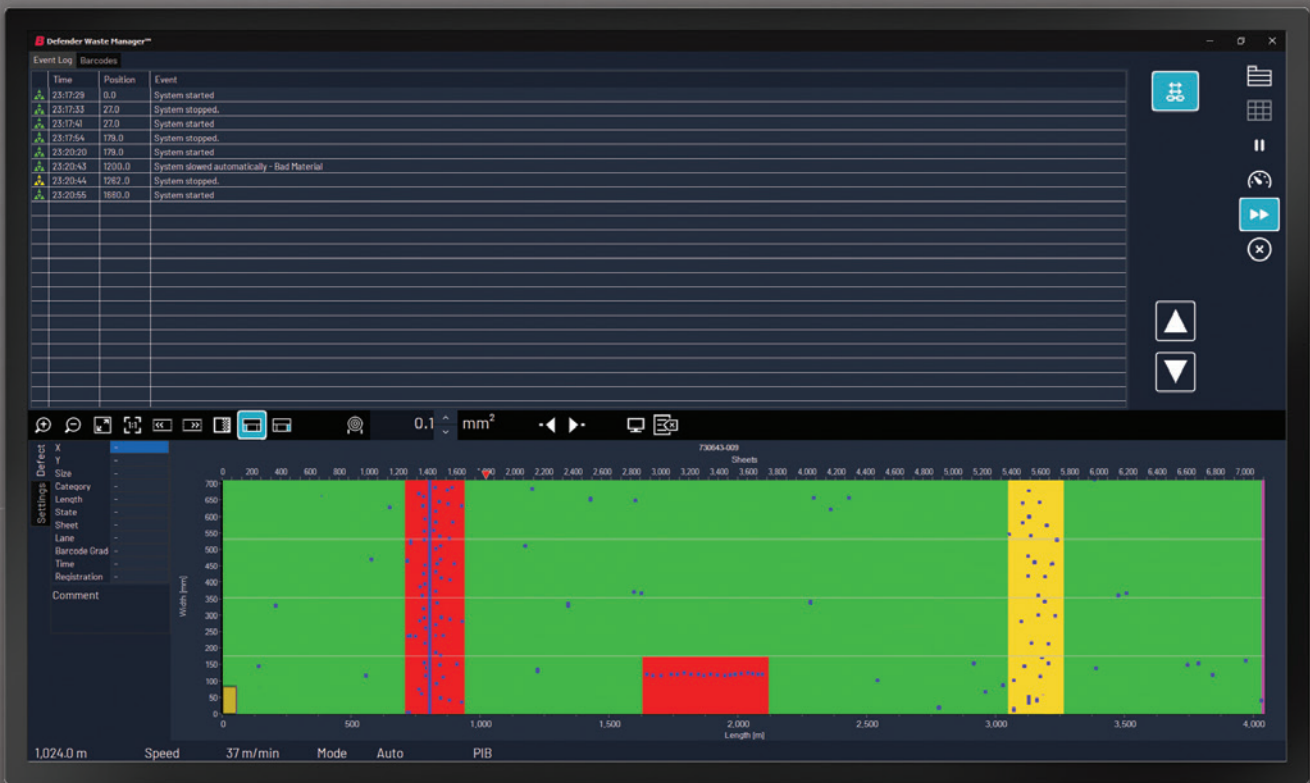 B Defender Waste Manager™
Event Log Barcodes
Time Position Event
23:17:29 0.0 System started
23:17:33 27.0 System stopped.
23:17:41 27.0 System started
23:17:54 179.0 System stopped.
23:20:20 179.0 System started
23:20:43 1200.0 System slowed automatically - Bad Material
23:20:44 1262.0 System stopped.
23:20:55 1660.0 System started
1:1
0.1 mm²
Defect
Settings
X -
Y -
Size -
Category -
Length -
State -
Sheet -
Lane -
Barcode Grad -
Time -
Registration -
Comment
730643-009
Sheets
0 200 400 600 800 1,000 1,200 1,400 1,600 2,000 2,200 2,400 2,600 2,800 3,000 3,200 3,400 3,600 3,800 4,000 4,200 4,400 4,600 4,800 5,000 5,200 5,400 5,600 5,800 6,000 6,200 6,400 6,600 6,800 7,000
Width [mm]
700
650
600
550
500
450
400
350
300
250
200
150
100
50
0
0 500 1,000 1,500 2,000 2,500 3,000 3,500 4,000
Length [m]
1,024.0 m Speed 37 m/min Mode Auto PIB